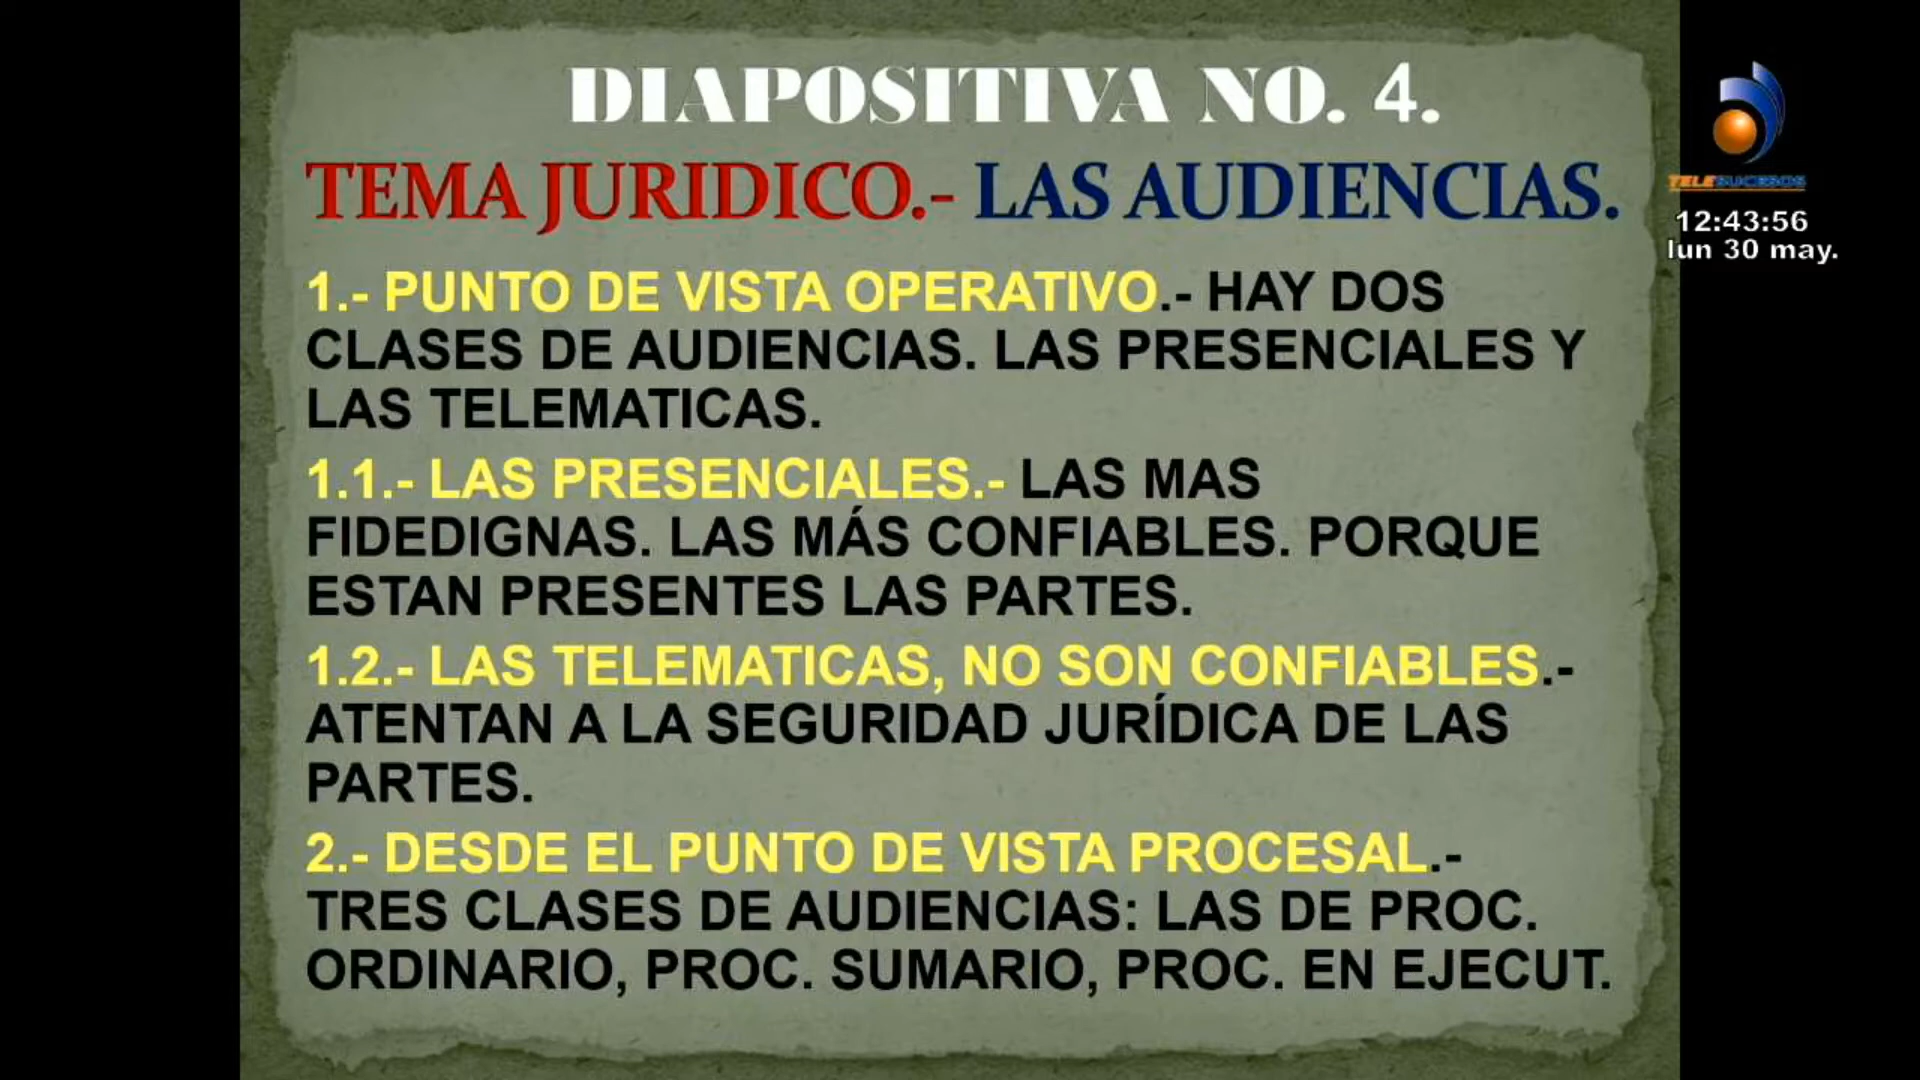 DIAPOSITIVA NO. 4.
TEMA JURIDICO.- LAS AUDIENCIAS.
1.- PUNTO DE VISTA OPERATIVO.- HAY DOS
CLASES DE AUDIENCIAS. LAS PRESENCIALES Y
LAS TELEMATICAS.
1.1.- LAS PRESENCIALES.- LAS MAS
FIDEDIGNAS. LAS MÁS CONFIABLES. PORQUE
ESTAN PRESENTES LAS PARTES.
1.2.- LAS TELEMATICAS, NO SON CONFIABLES.-
ATENTAN A LA SEGURIDAD JURÍDICA DE LAS
PARTES.
2.- DESDE EL PUNTO DE VISTA PROCESAL.-
TRES CLASES DE AUDIENCIAS: LAS DE PROC.
ORDINARIO, PROC. SUMARIO, PROC. EN EJECUT.
TELESUCESOS
12:43:56
lun 30 may.